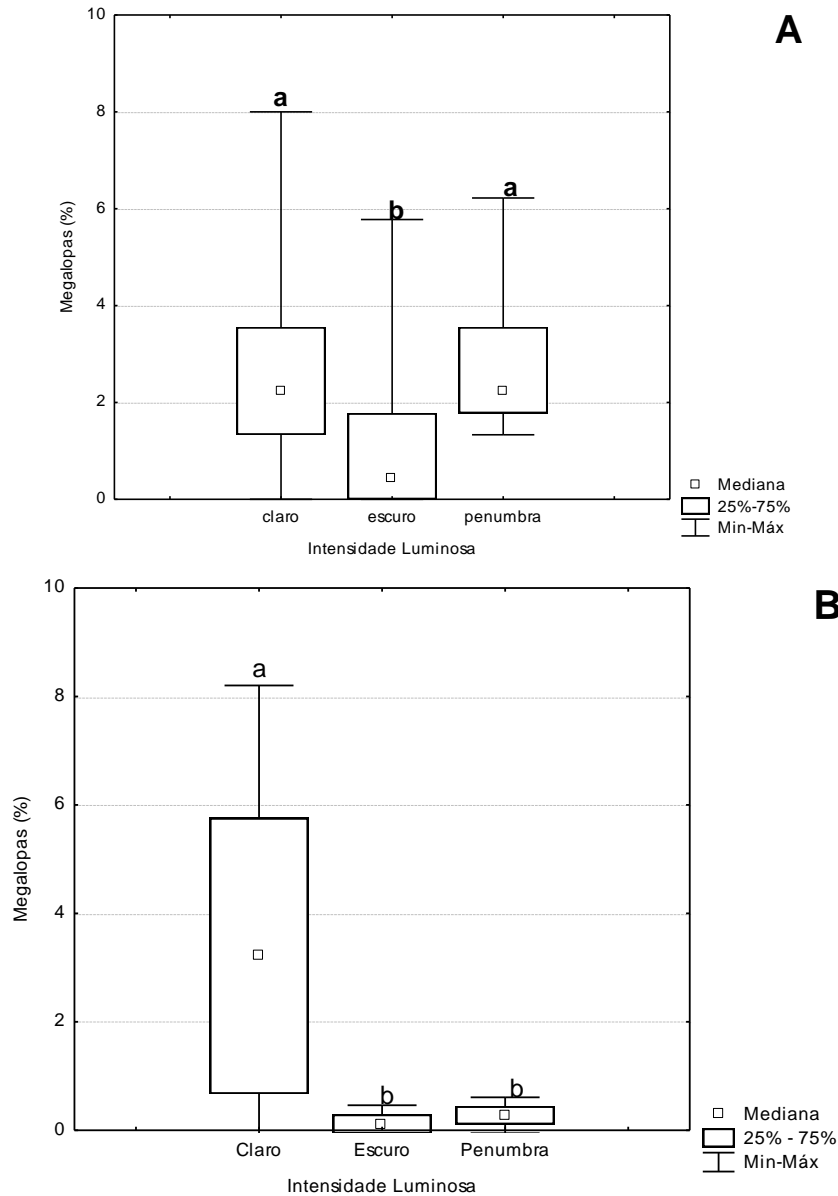 A
10
8
6
4
2
0
Megalopas (%)
a
b
a
claro escuro penumbra
Intensidade Luminosa
Mediana
25%-75%
Min-Máx
B
10
8
6
4
2
0
Megalopas (%)
a
b
b
Claro Escuro Penumbra
Intensidade Luminosa
Mediana
25% - 75%
Min-Máx